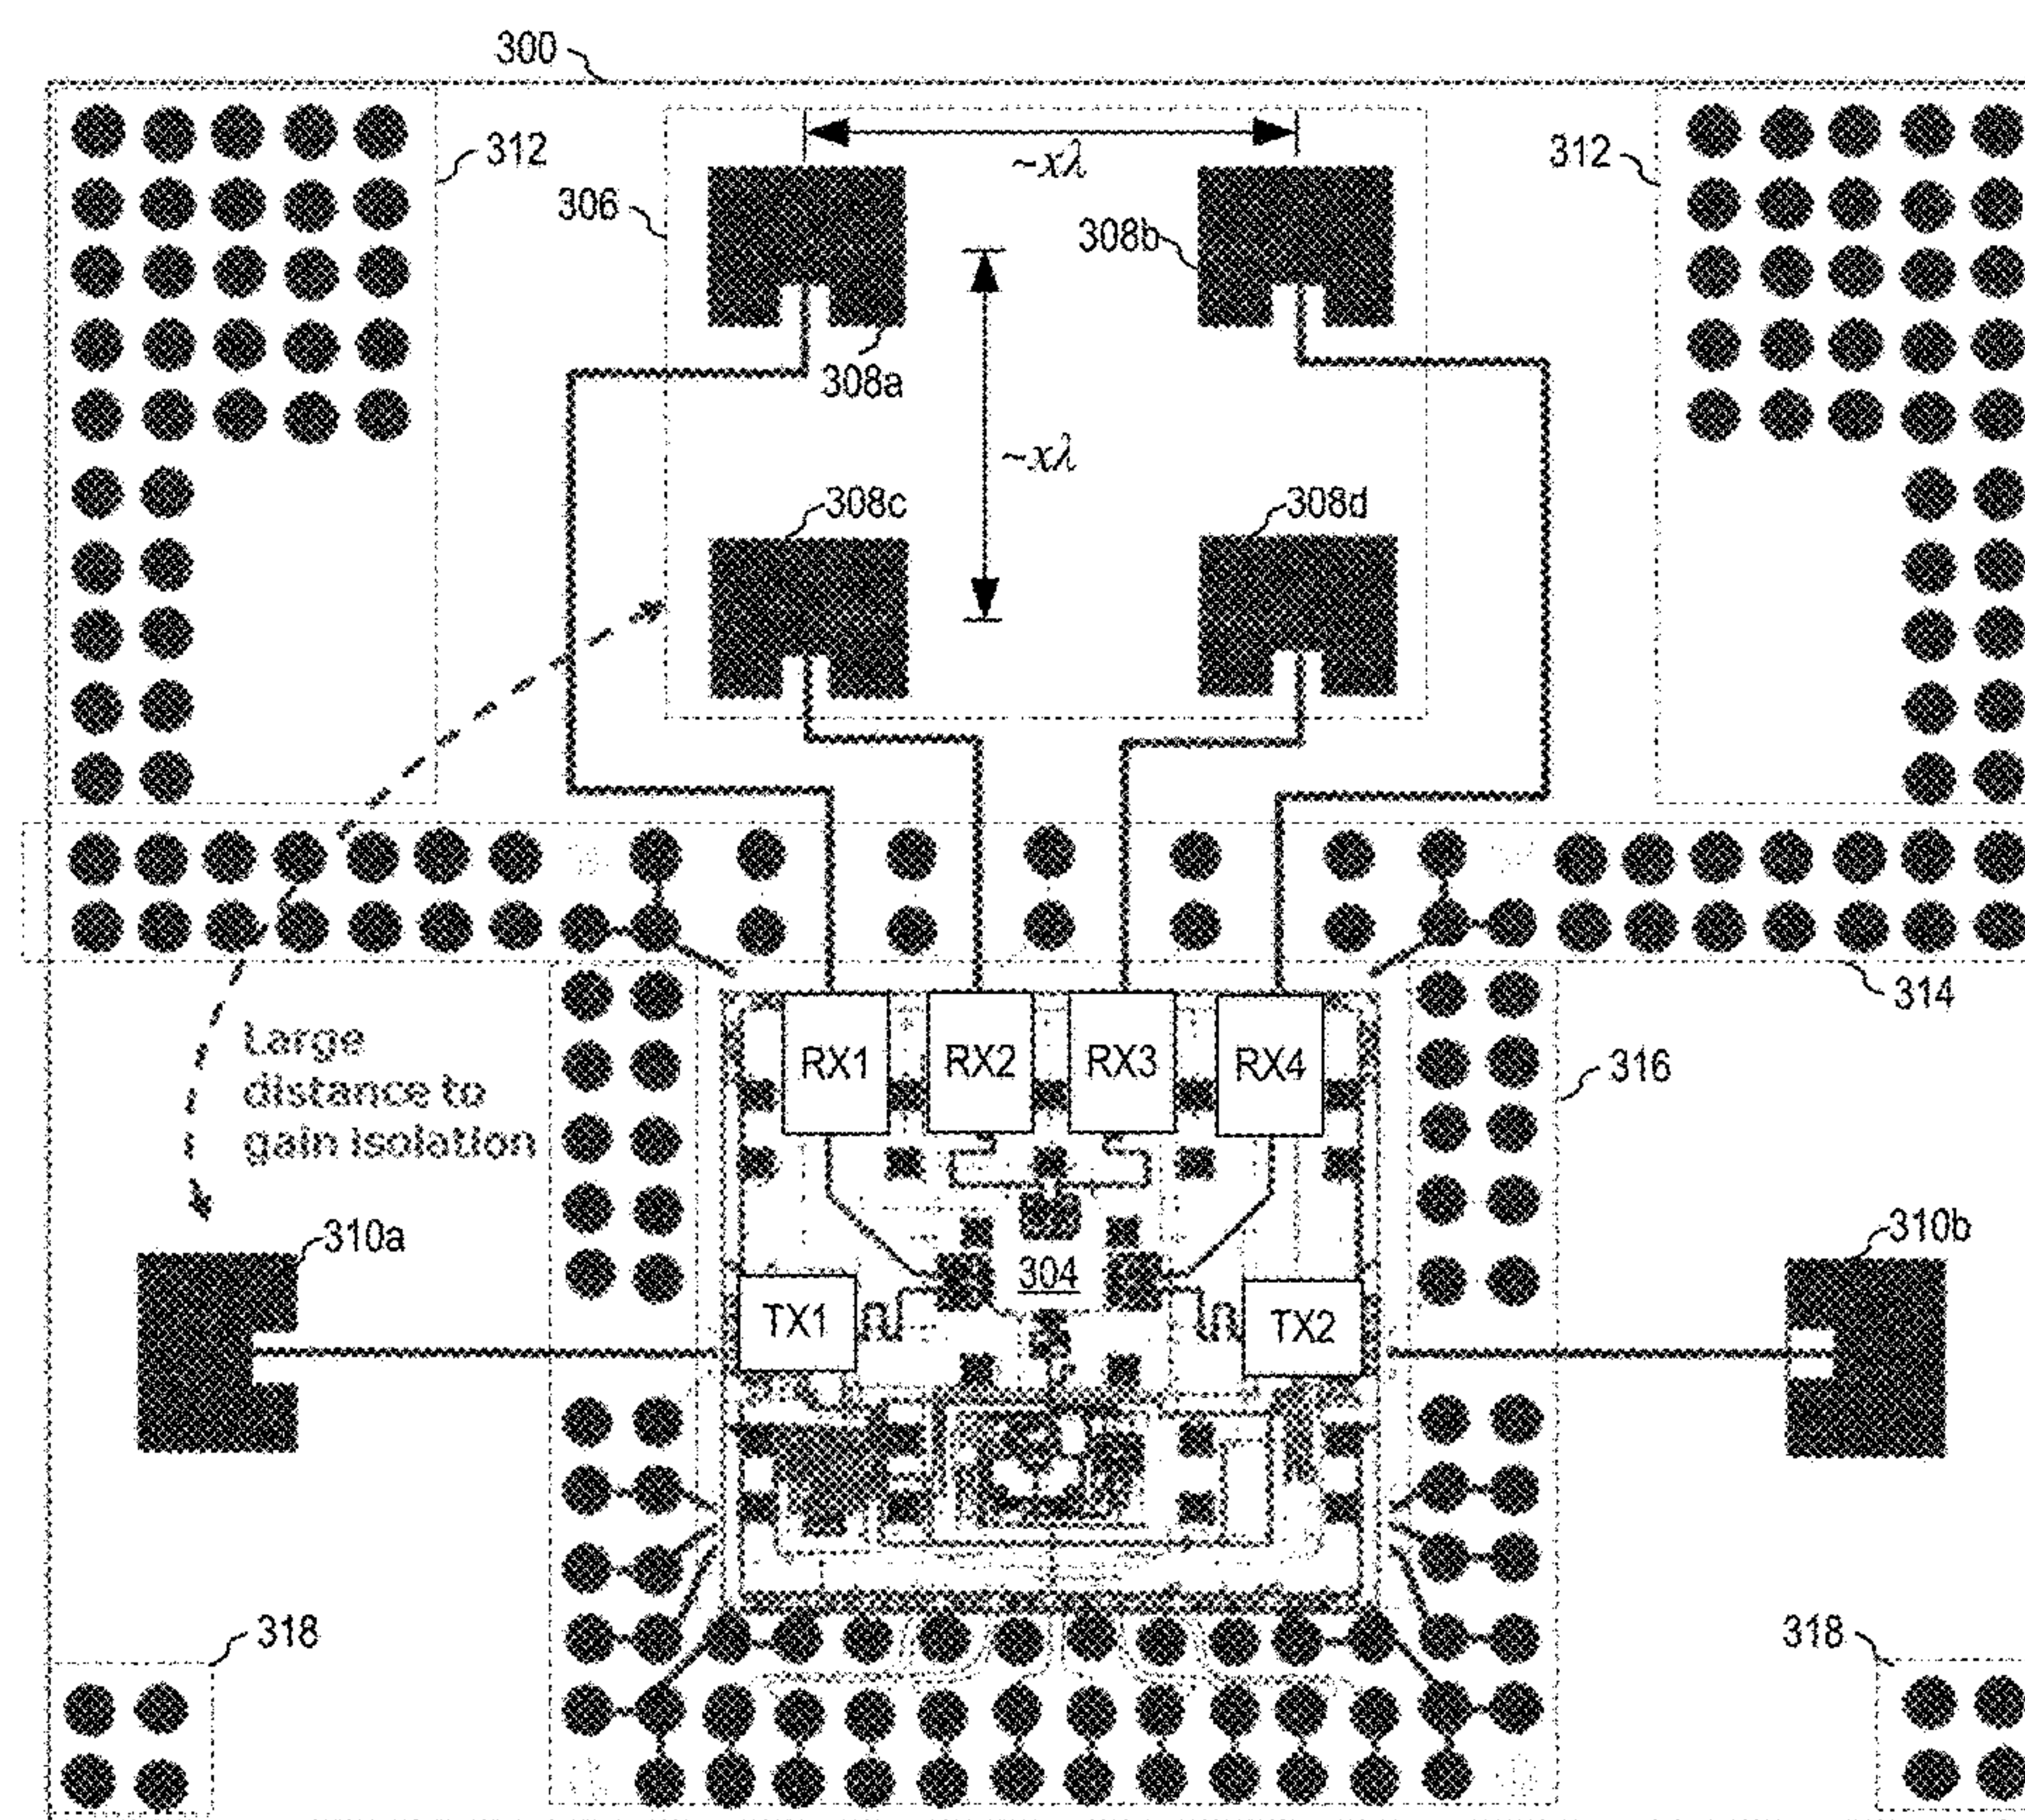 300
312
312
~xλ
306
308b
308a
~xλ
308c
308d
314
Large
distance to
gain isolation
RX1
RX2
RX3
RX4
316
310a
310b
304
TX1
TX2
318
318